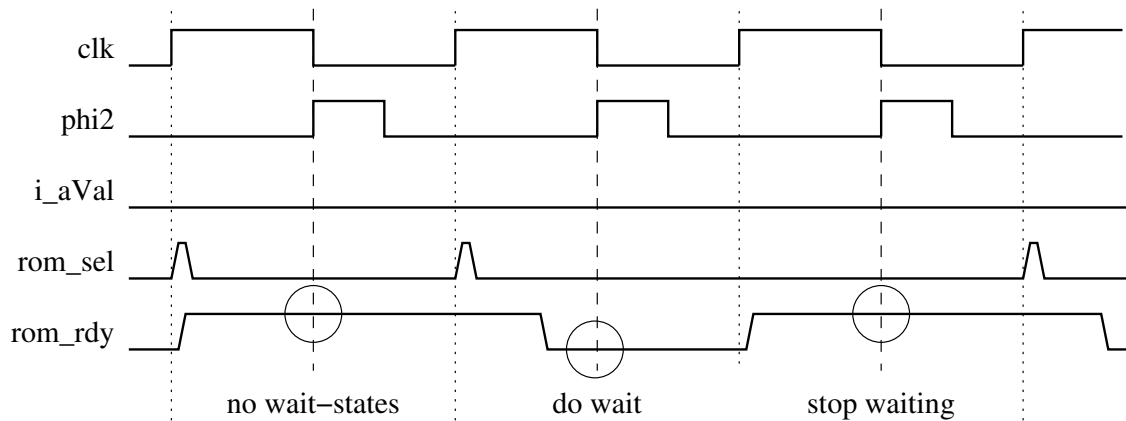 clk
phi2
i_aVal
rom_sel
rom_rdy
no wait−states do wait stop waiting